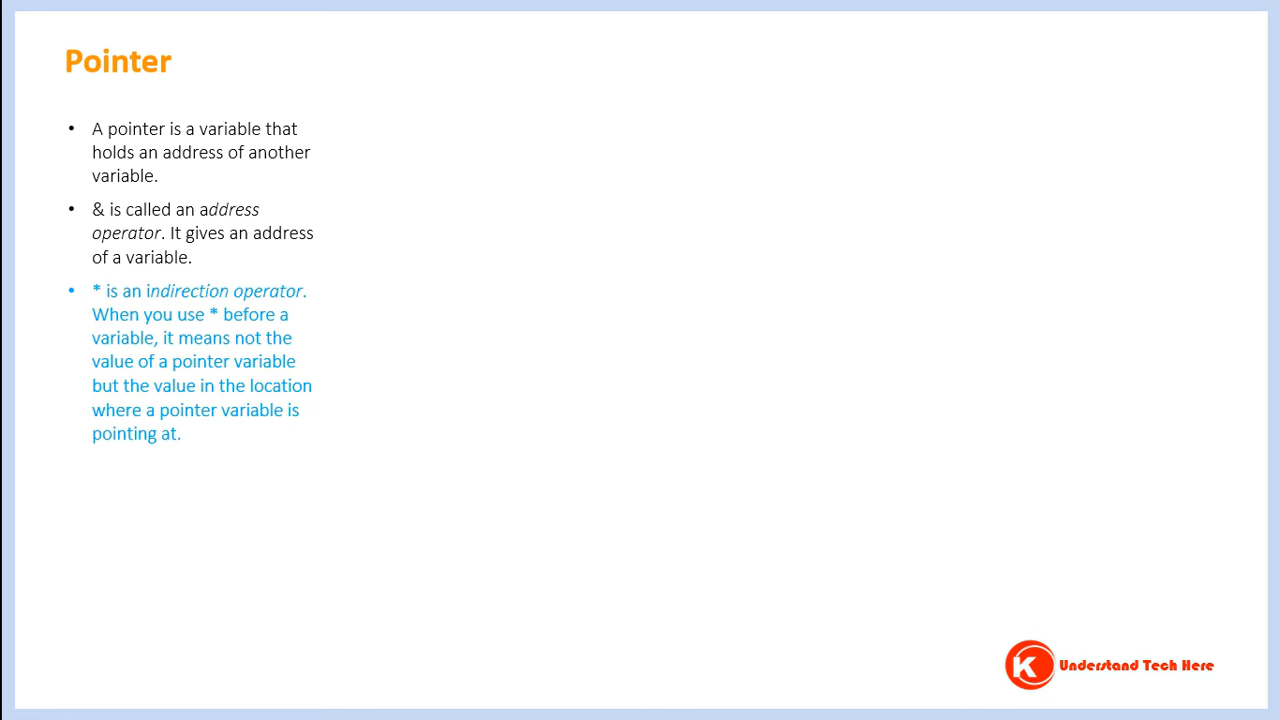 Pointer
• A pointer is a variable that
holds an address of another
variable.
• & is called an address
operator. It gives an address
of a variable.
• * is an indirection operator.
When you use * before a
variable, it means not the
value of a pointer variable
but the value in the location
where a pointer variable is
pointing at.
K Understand Tech Here